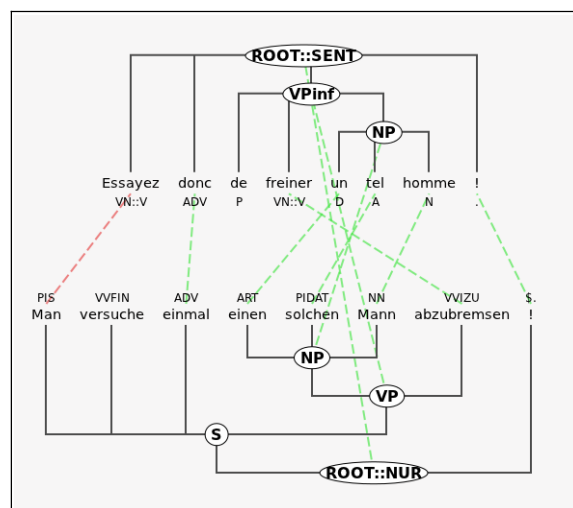 ROOT::SENT
VPinf
NP
Essayez donc de freiner un tel homme !
VN::V ADV P VN::V D A N .
PIS VVFIN ADV ART PIDAT NN VVIZU $.
Man versuche einmal einen solchen Mann abzubremsen !
NP
VP
S
ROOT::NUR